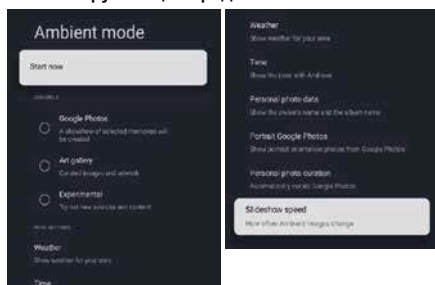 Ambient mode
Start now
Google Photos
A slideshow of selected memories will
be created
Art gallery
Curated images and artwork
Experimental
Try out new sources and content
Weather
Show weather for your area
Time
Weather
Show weather for your area
Time
Show the time with Ambient
Personal photo data
Show the owner's name and the album name
Portrait Google Photos
Show portrait orientation photos from Google Photos
Personal photo curation
Automatically curate Google Photos
Slideshow speed
How often Ambient images change